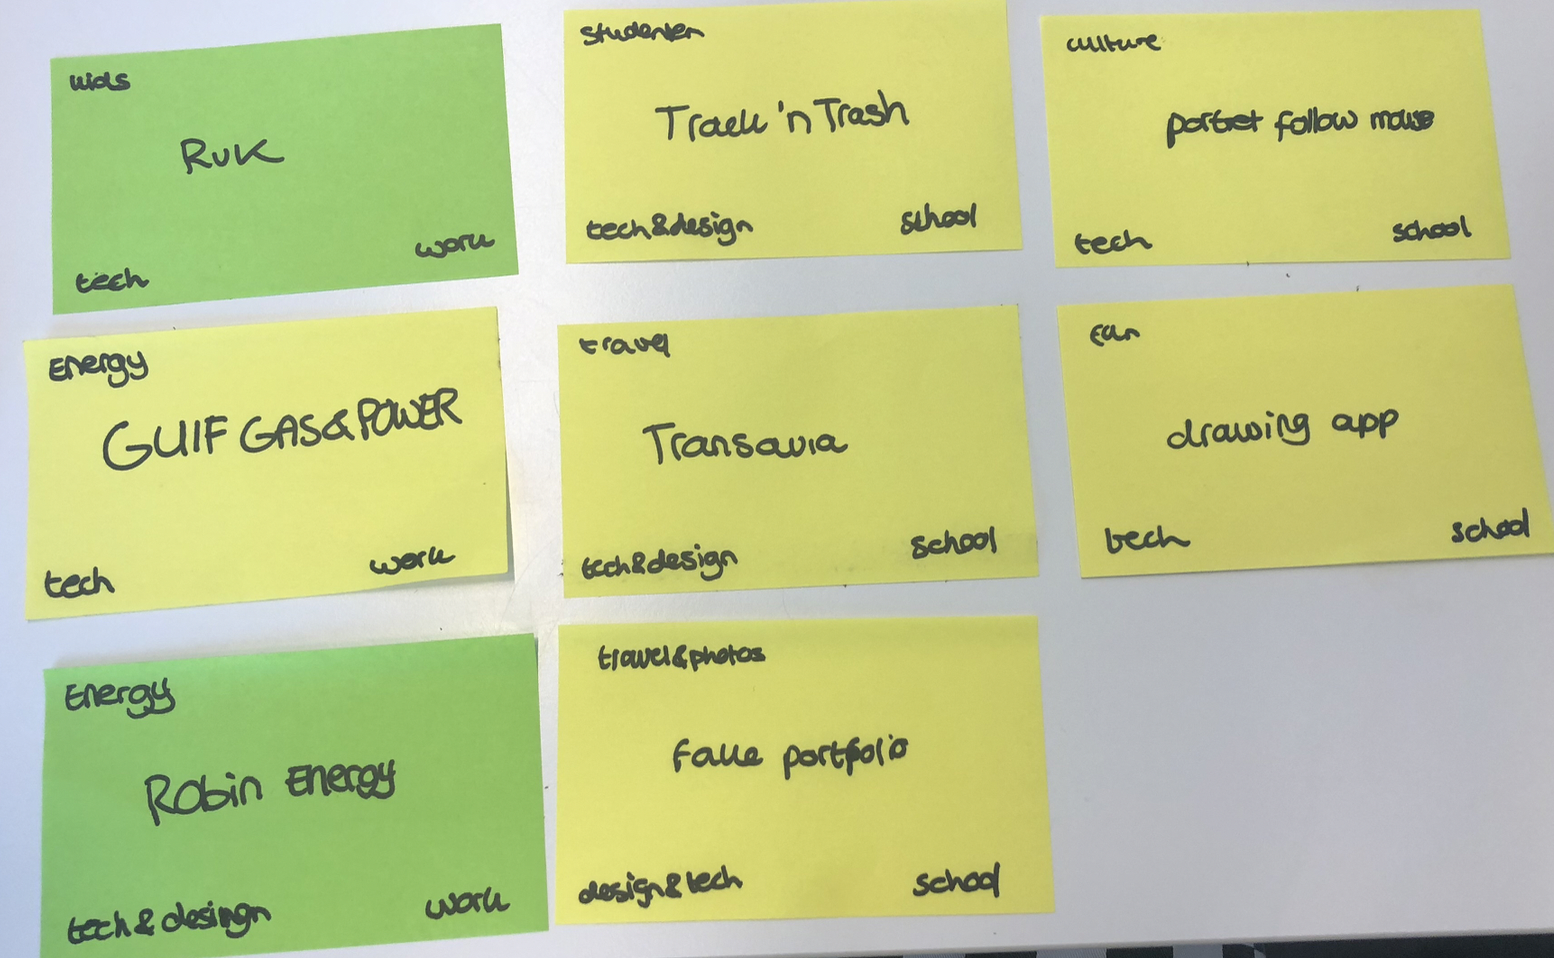 kids
RUK
tech
work
studenten
Track 'n Trash
tech&design
school
culture
portret follow mouse
tech
school
Energy
GUlF GAS&POWER
tech
work
travel
Transavia
tech&design
school
fun
drawing app
tech
school
Energy
Robin Energy
tech & desingn
work
travel&photos
fake portfolio
design&tech
school